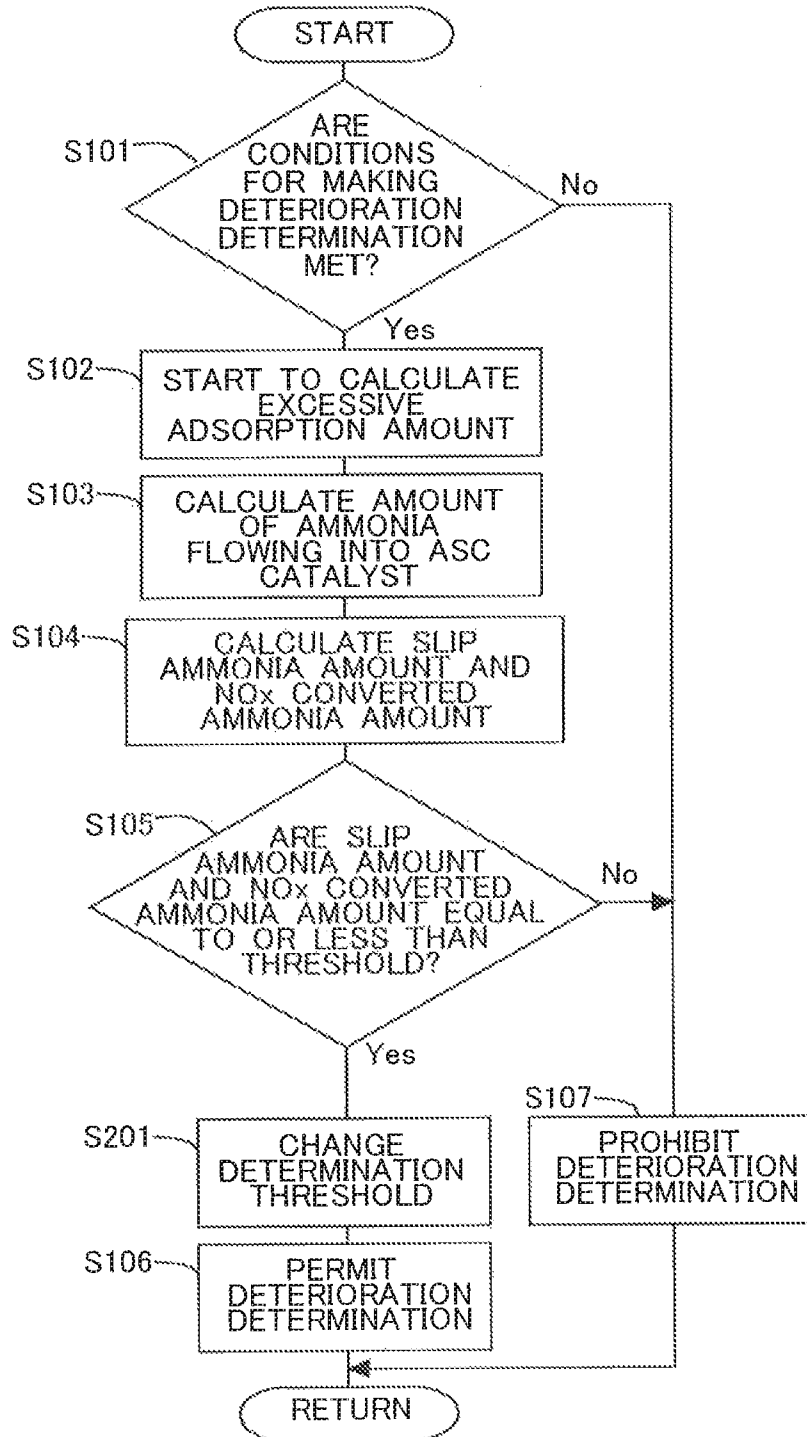 START
S101
ARE
CONDITIONS
FOR MAKING
DETERIORATION
DETERMINATION
MET?
No
Yes
S102
START TO CALCULATE
EXCESSIVE
ADSORPTION AMOUNT
S103
CALCULATE AMOUNT
OF AMMONIA
FLOWING INTO ASC
CATALYST
S104
CALCULATE SLIP
AMMONIA AMOUNT AND
NOx CONVERTED
AMMONIA AMOUNT
S105
ARE SLIP
AMMONIA AMOUNT
AND NOx CONVERTED
AMMONIA AMOUNT EQUAL
TO OR LESS THAN
THRESHOLD?
No
Yes
S201
CHANGE
DETERMINATION
THRESHOLD
S107
PROHIBIT
DETERIORATION
DETERMINATION
S106
PERMIT
DETERIORATION
DETERMINATION
RETURN